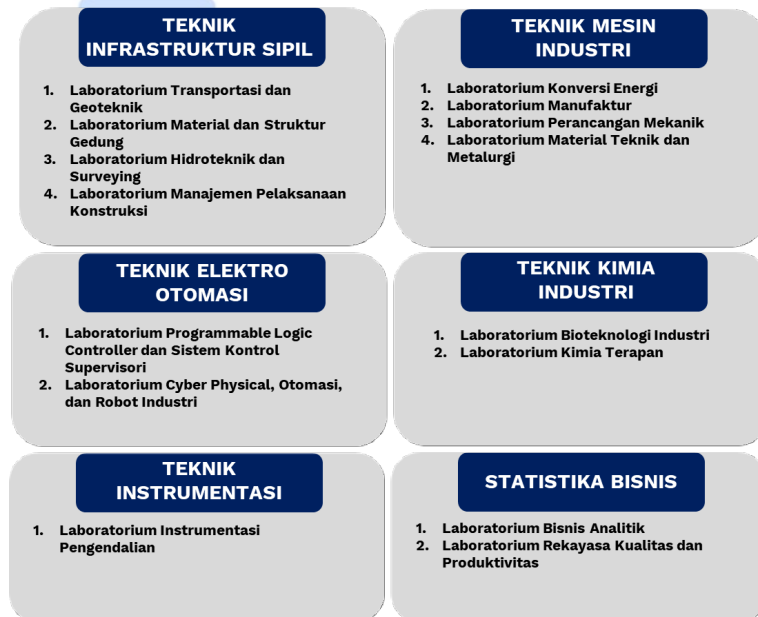 TEKNIK
INFRASTRUKTUR SIPIL
1. Laboratorium Transportasi dan
Geoteknik
2. Laboratorium Material dan Struktur
Gedung
3. Laboratorium Hidroteknik dan
Surveying
4. Laboratorium Manajemen Pelaksanaan
Konstruksi
TEKNIK MESIN
INDUSTRI
1. Laboratorium Konversi Energi
2. Laboratorium Manufaktur
3. Laboratorium Perancangan Mekanik
4. Laboratorium Material Teknik dan
Metalurgi
TEKNIK ELEKTRO
OTOMASI
1. Laboratorium Programmable Logic
Controller dan Sistem Kontrol
Supervisori
2. Laboratorium Cyber Physical, Otomasi,
dan Robot Industri
TEKNIK KIMIA
INDUSTRI
1. Laboratorium Bioteknologi Industri
2. Laboratorium Kimia Terapan
TEKNIK
INSTRUMENTASI
1. Laboratorium Instrumentasi
Pengendalian
STATISTIKA BISNIS
1. Laboratorium Bisnis Analitik
2. Laboratorium Rekayasa Kualitas dan
Produktivitas